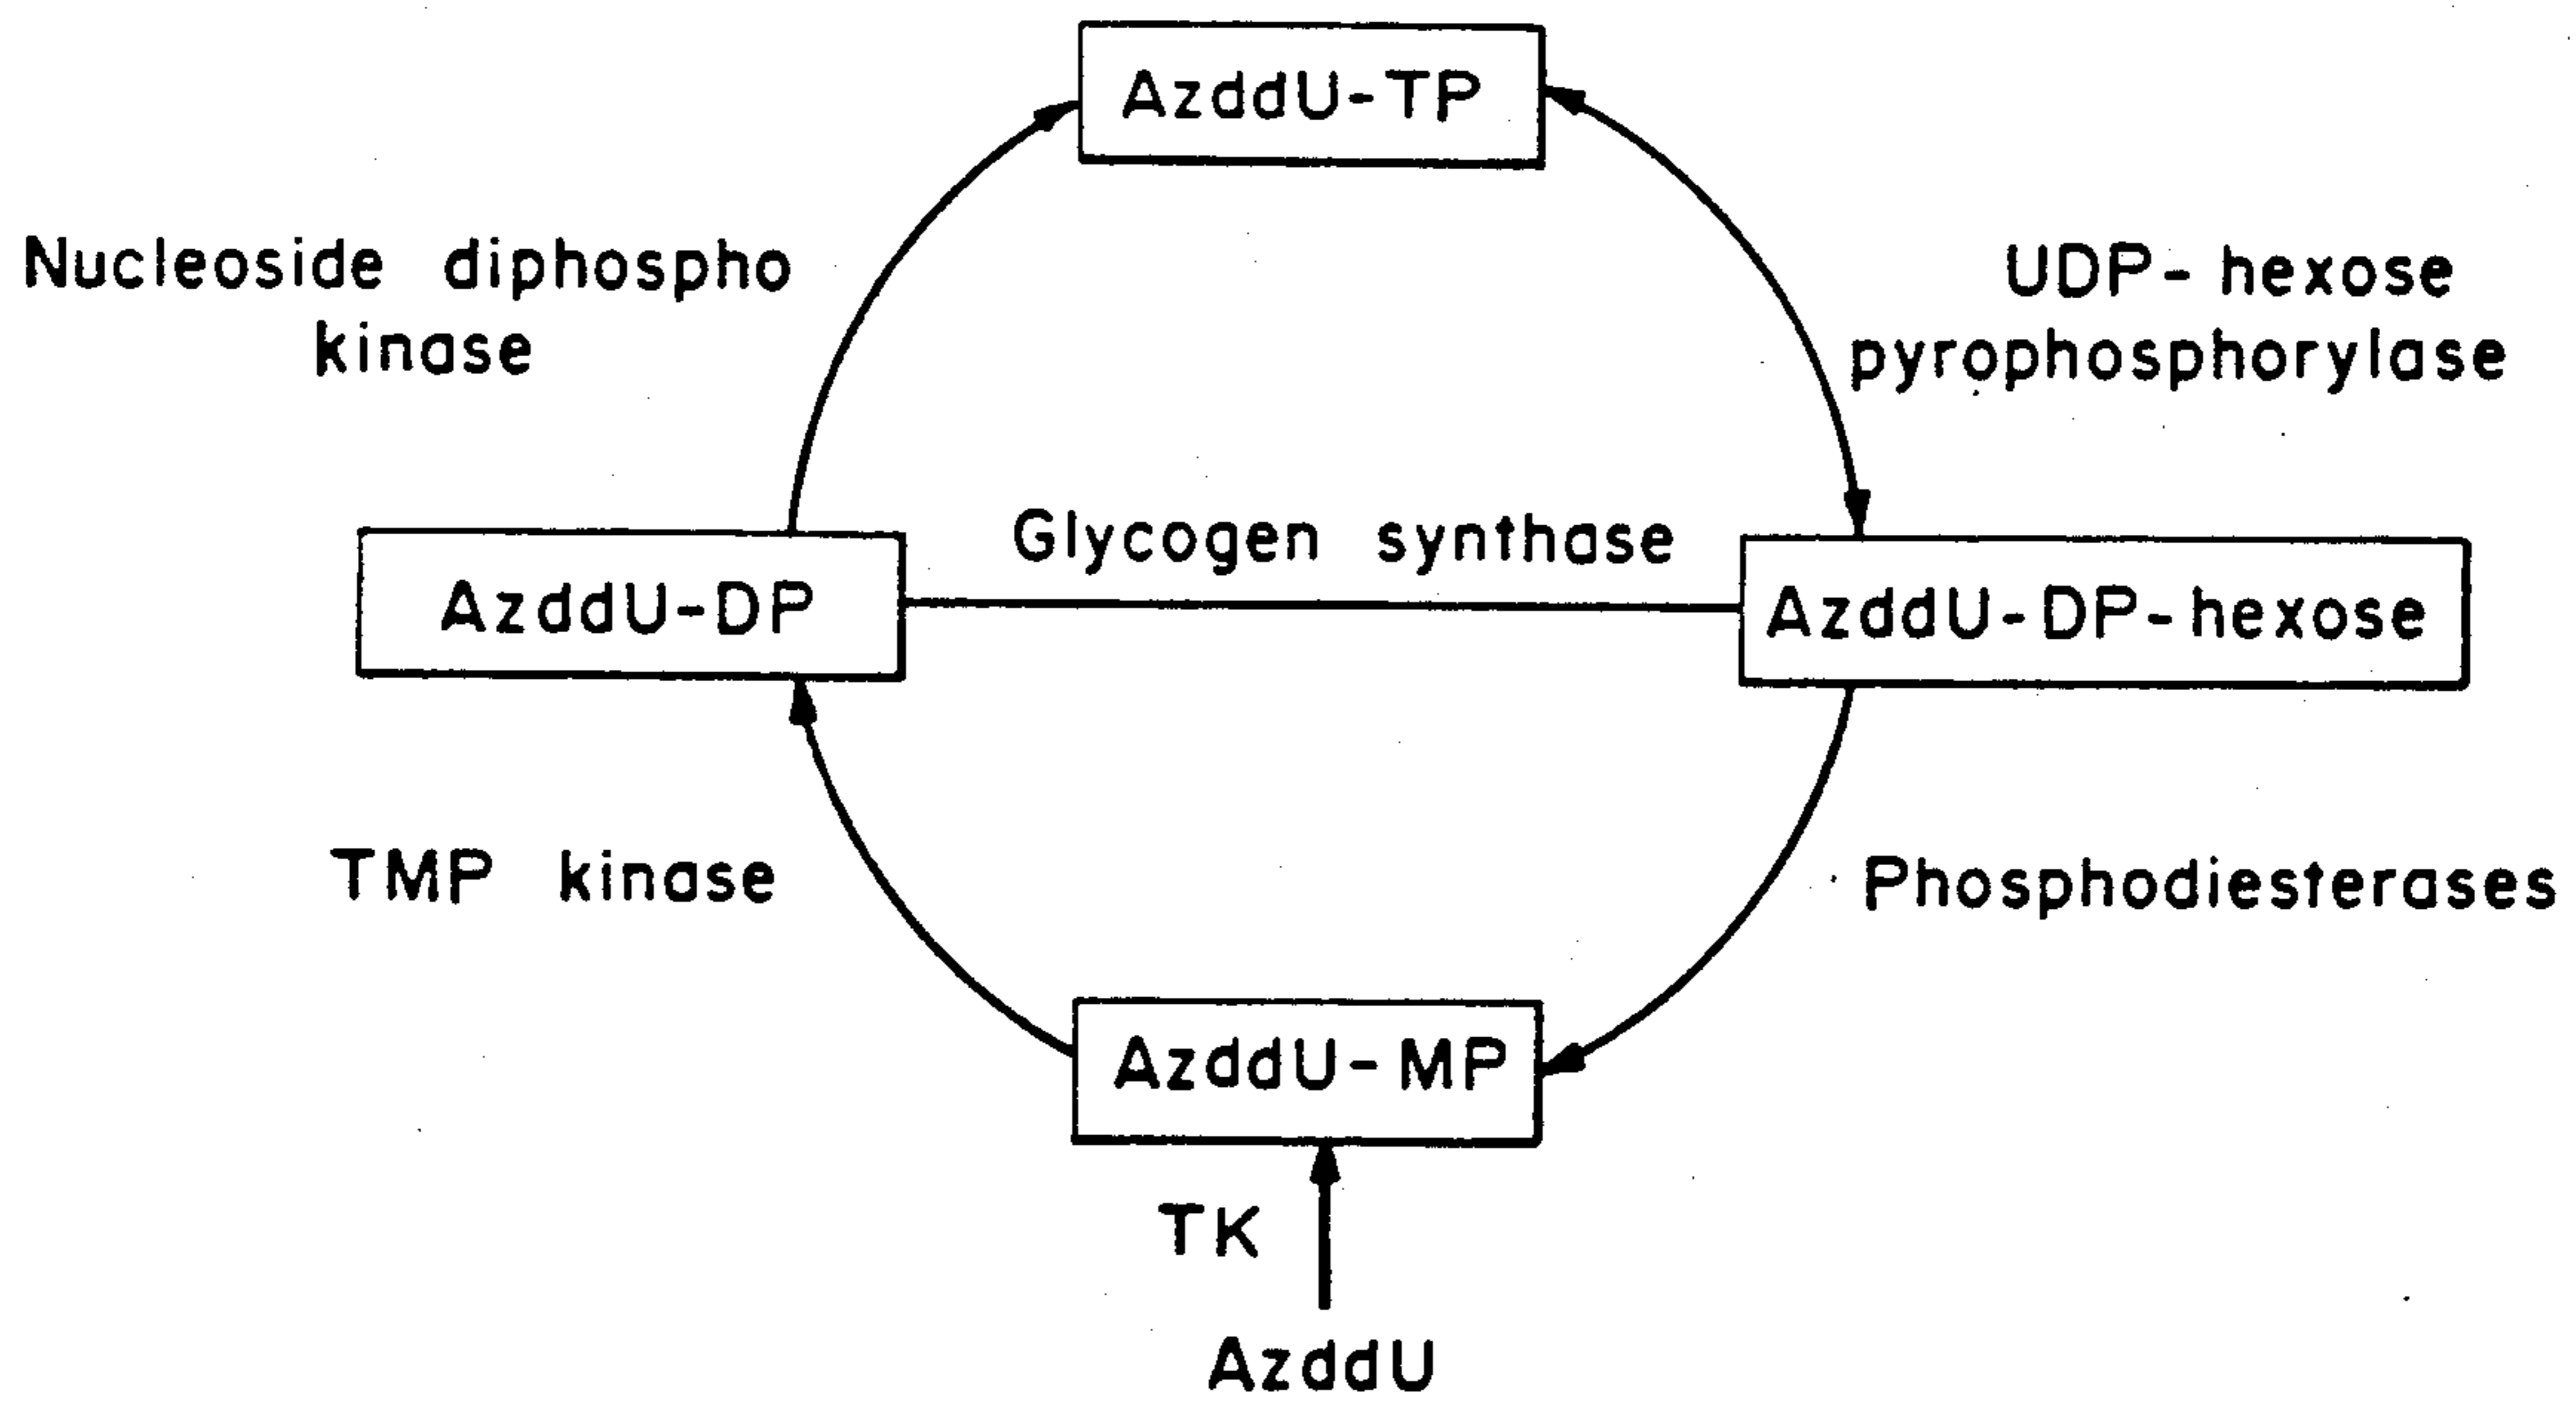 AzddU-TP
Nucleoside diphospho
kinase
UDP-hexose
pyrophosphorylase
Glycogen synthase
AzddU-DP
AzddU-DP-hexose
TMP kinase
Phosphodiesterases
AzddU-MP
TK
AzddU